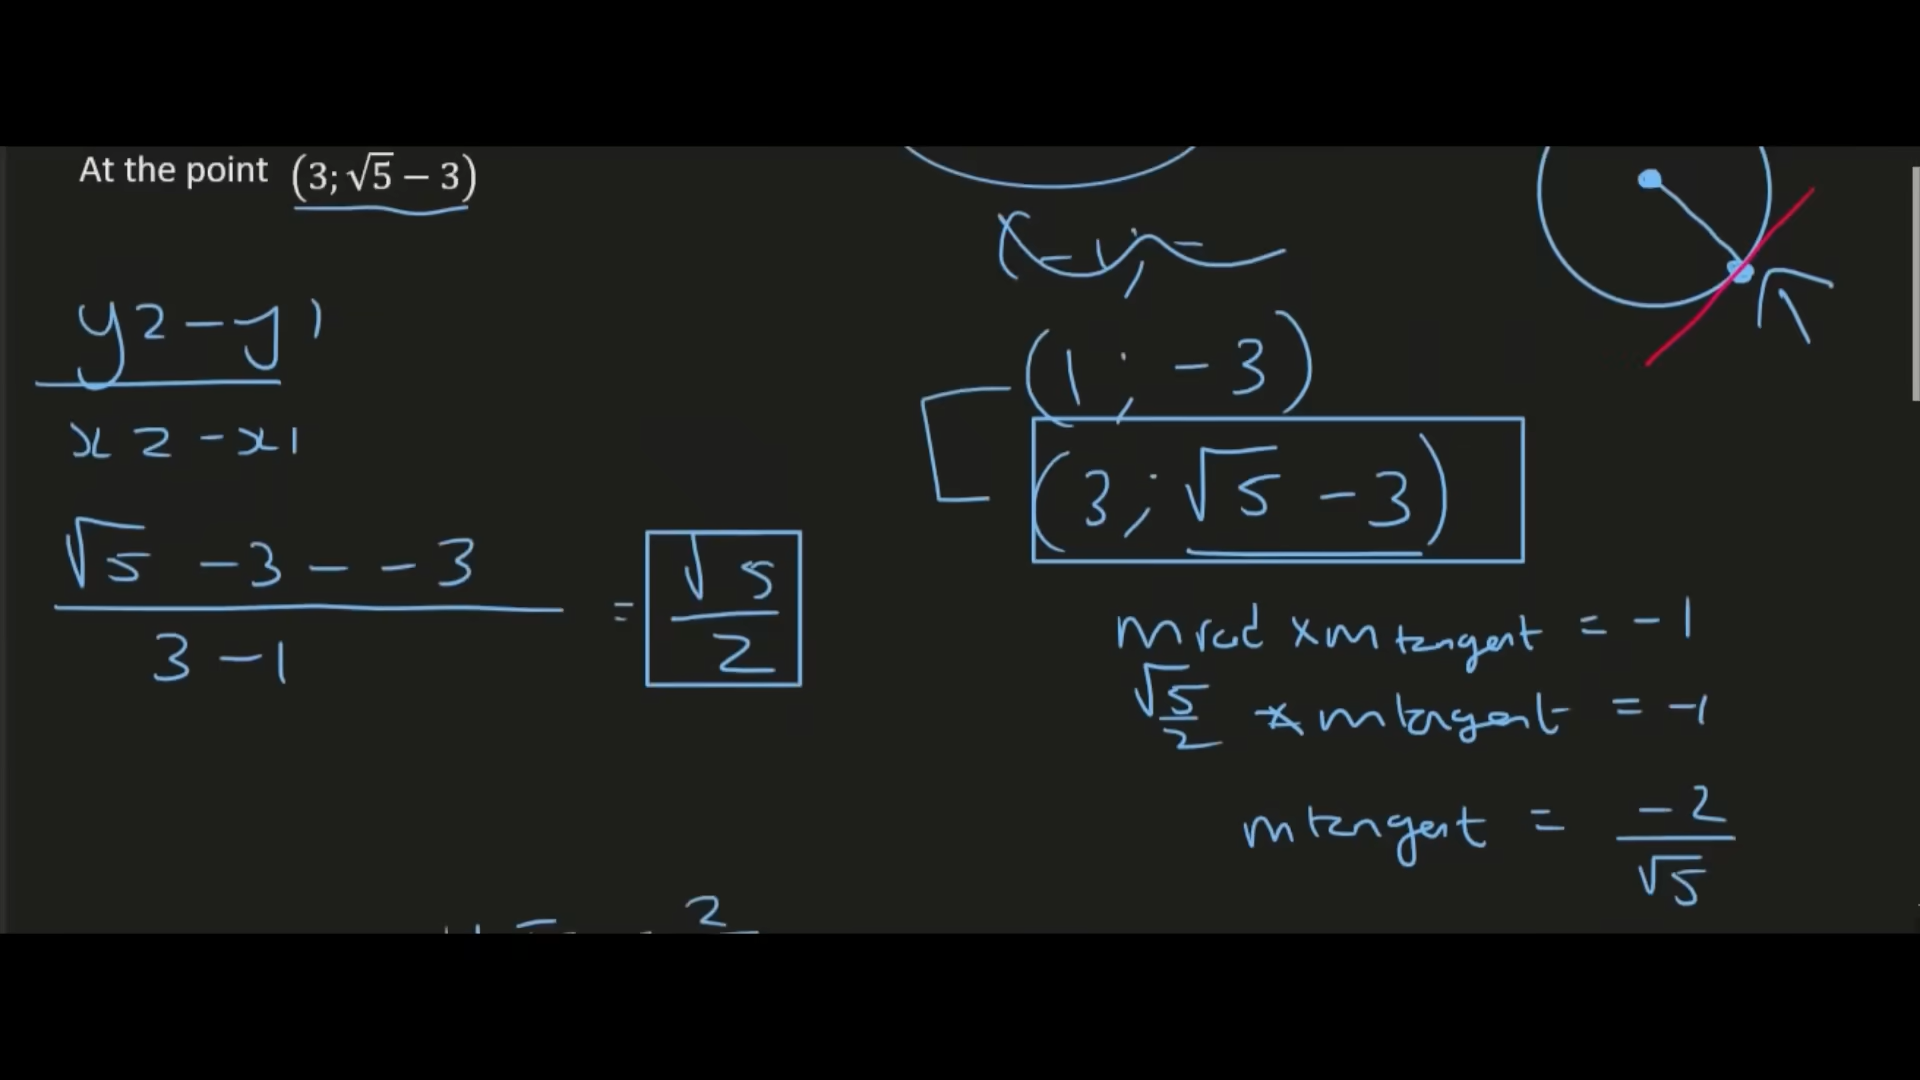 At the point (3; √5 − 3)
y2 − y1
x2 − x1
√5 − 3 − − 3
3 − 1
= √5
2
(1 ; − 3)
(3 ; √5 − 3)
mrad × mtangent = − 1
√5
2
× mtangent = −1
mtangent = −2
√5
2